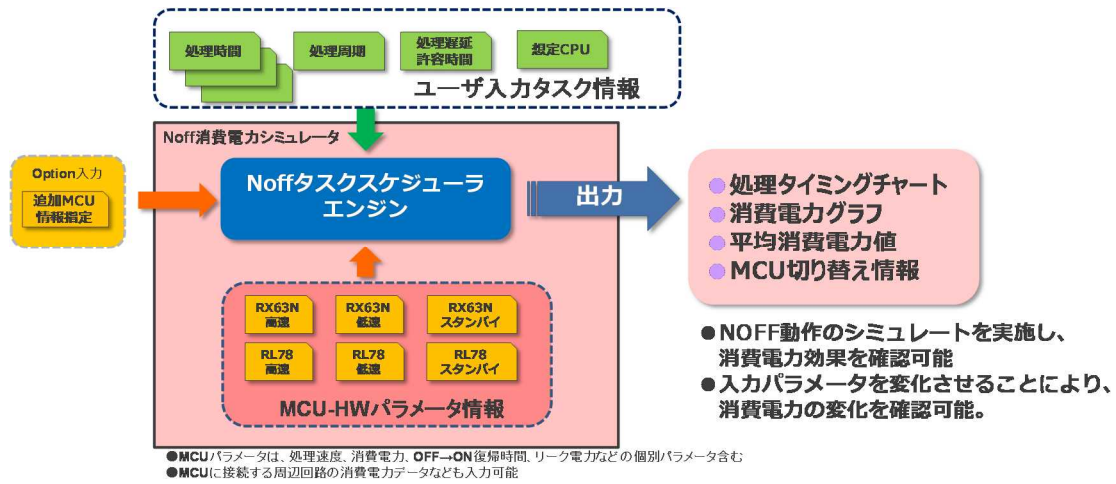 処理時間
処理周期
処理遅延
許容時間
想定CPU
ユーザ入力タスク情報
Noff消費電力シミュレータ
Option入力
追加MCU
情報指定
Noffタスクスケジューラ
エンジン
出力
処理タイミングチャート
消費電力グラフ
平均消費電力値
MCU切り替え情報
RX63N
高速
RX63N
低速
RX63N
スタンバイ
RL78
高速
RL78
低速
RL78
スタンバイ
MCU-HWパラメータ情報
●NOFF動作のシミュレートを実施し、
消費電力効果を確認可能
●入力パラメータを変化させることにより、
消費電力の変化を確認可能。
●MCUパラメータは、処理速度、消費電力、OFF→ON復帰時間、リーク電力などの個別パラメータ含む
●MCUに接続する周辺回路の消費電力データなども入力可能